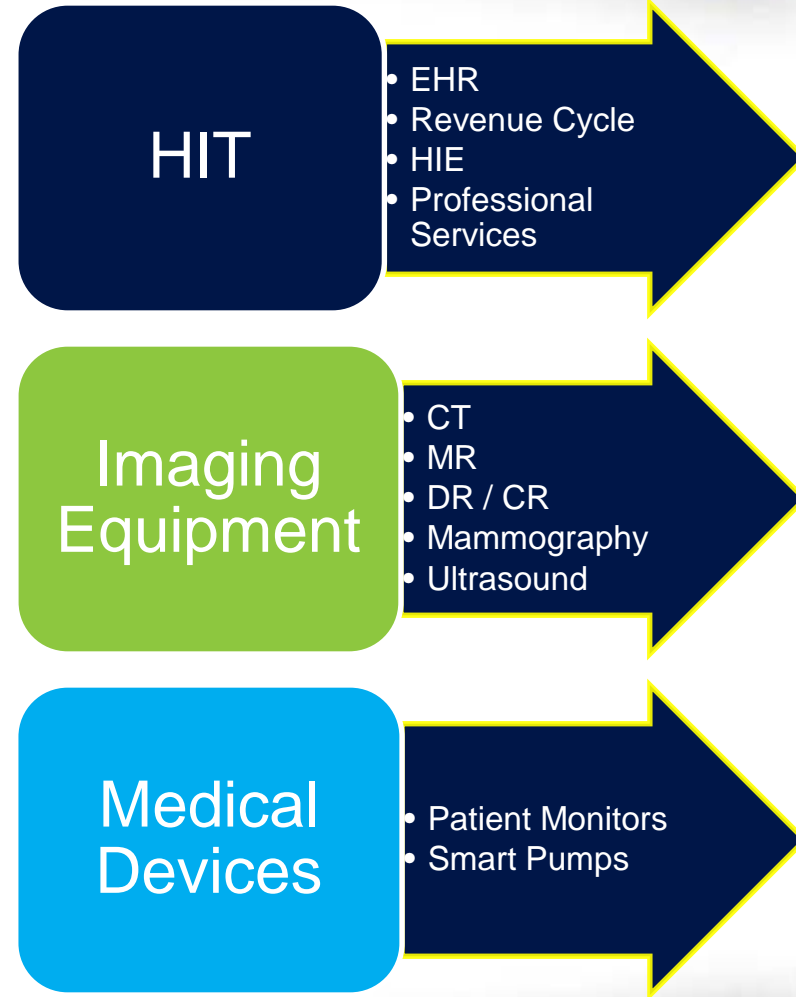 HIT
• EHR
• Revenue Cycle
• HIE
• Professional
Services
Imaging
Equipment
• CT
• MR
• DR / CR
• Mammography
• Ultrasound
Medical
Devices
• Patient Monitors
• Smart Pumps